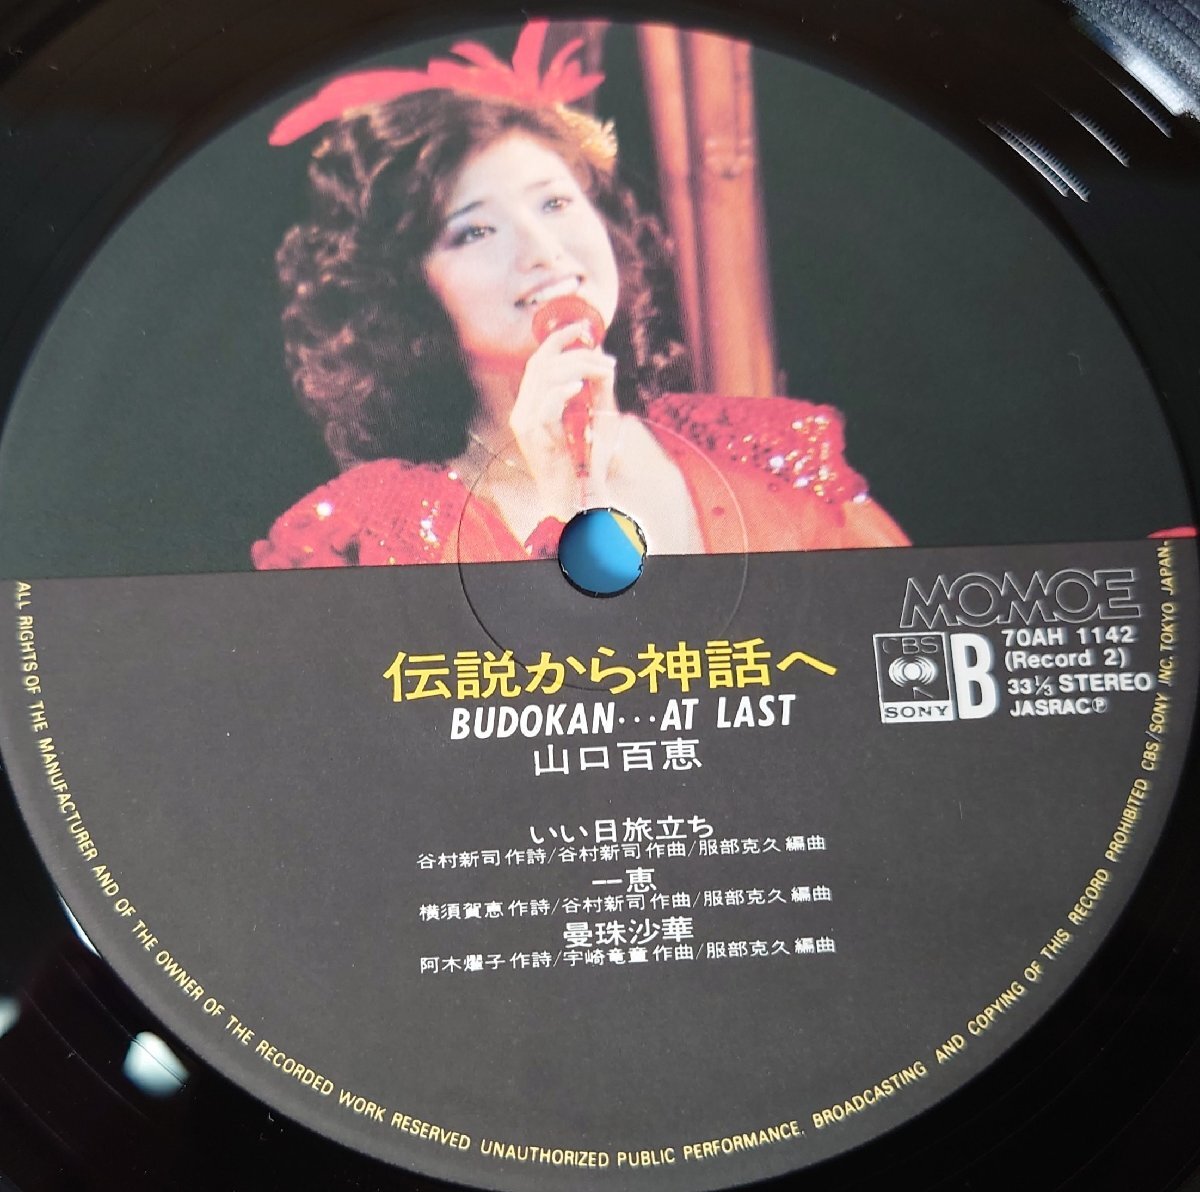 MOMOE
CBS
SONY
B
70AH 1142
(Record 2)
33⅓ STEREO
JASRAC℗
伝説から神話へ
BUDOKAN…AT LAST
山口百恵
いい日旅立ち
谷村新司作詩/谷村新司作曲/服部克久編曲
一恵
横須賀恵作詩/谷村新司作曲/服部克久編曲
曼珠沙華
阿木燿子作詩/宇崎竜童作曲/服部克久編曲
ALL RIGHTS OF THE MANUFACTURER AND OF THE OWNER OF THE RECORDED WORK RESERVED UNAUTHORIZED PUBLIC PERFORMANCE. BROADCASTING AND COPYING OF THIS RECORD PROHIBITED CBS/SONY INC. TOKYO JAPAN-